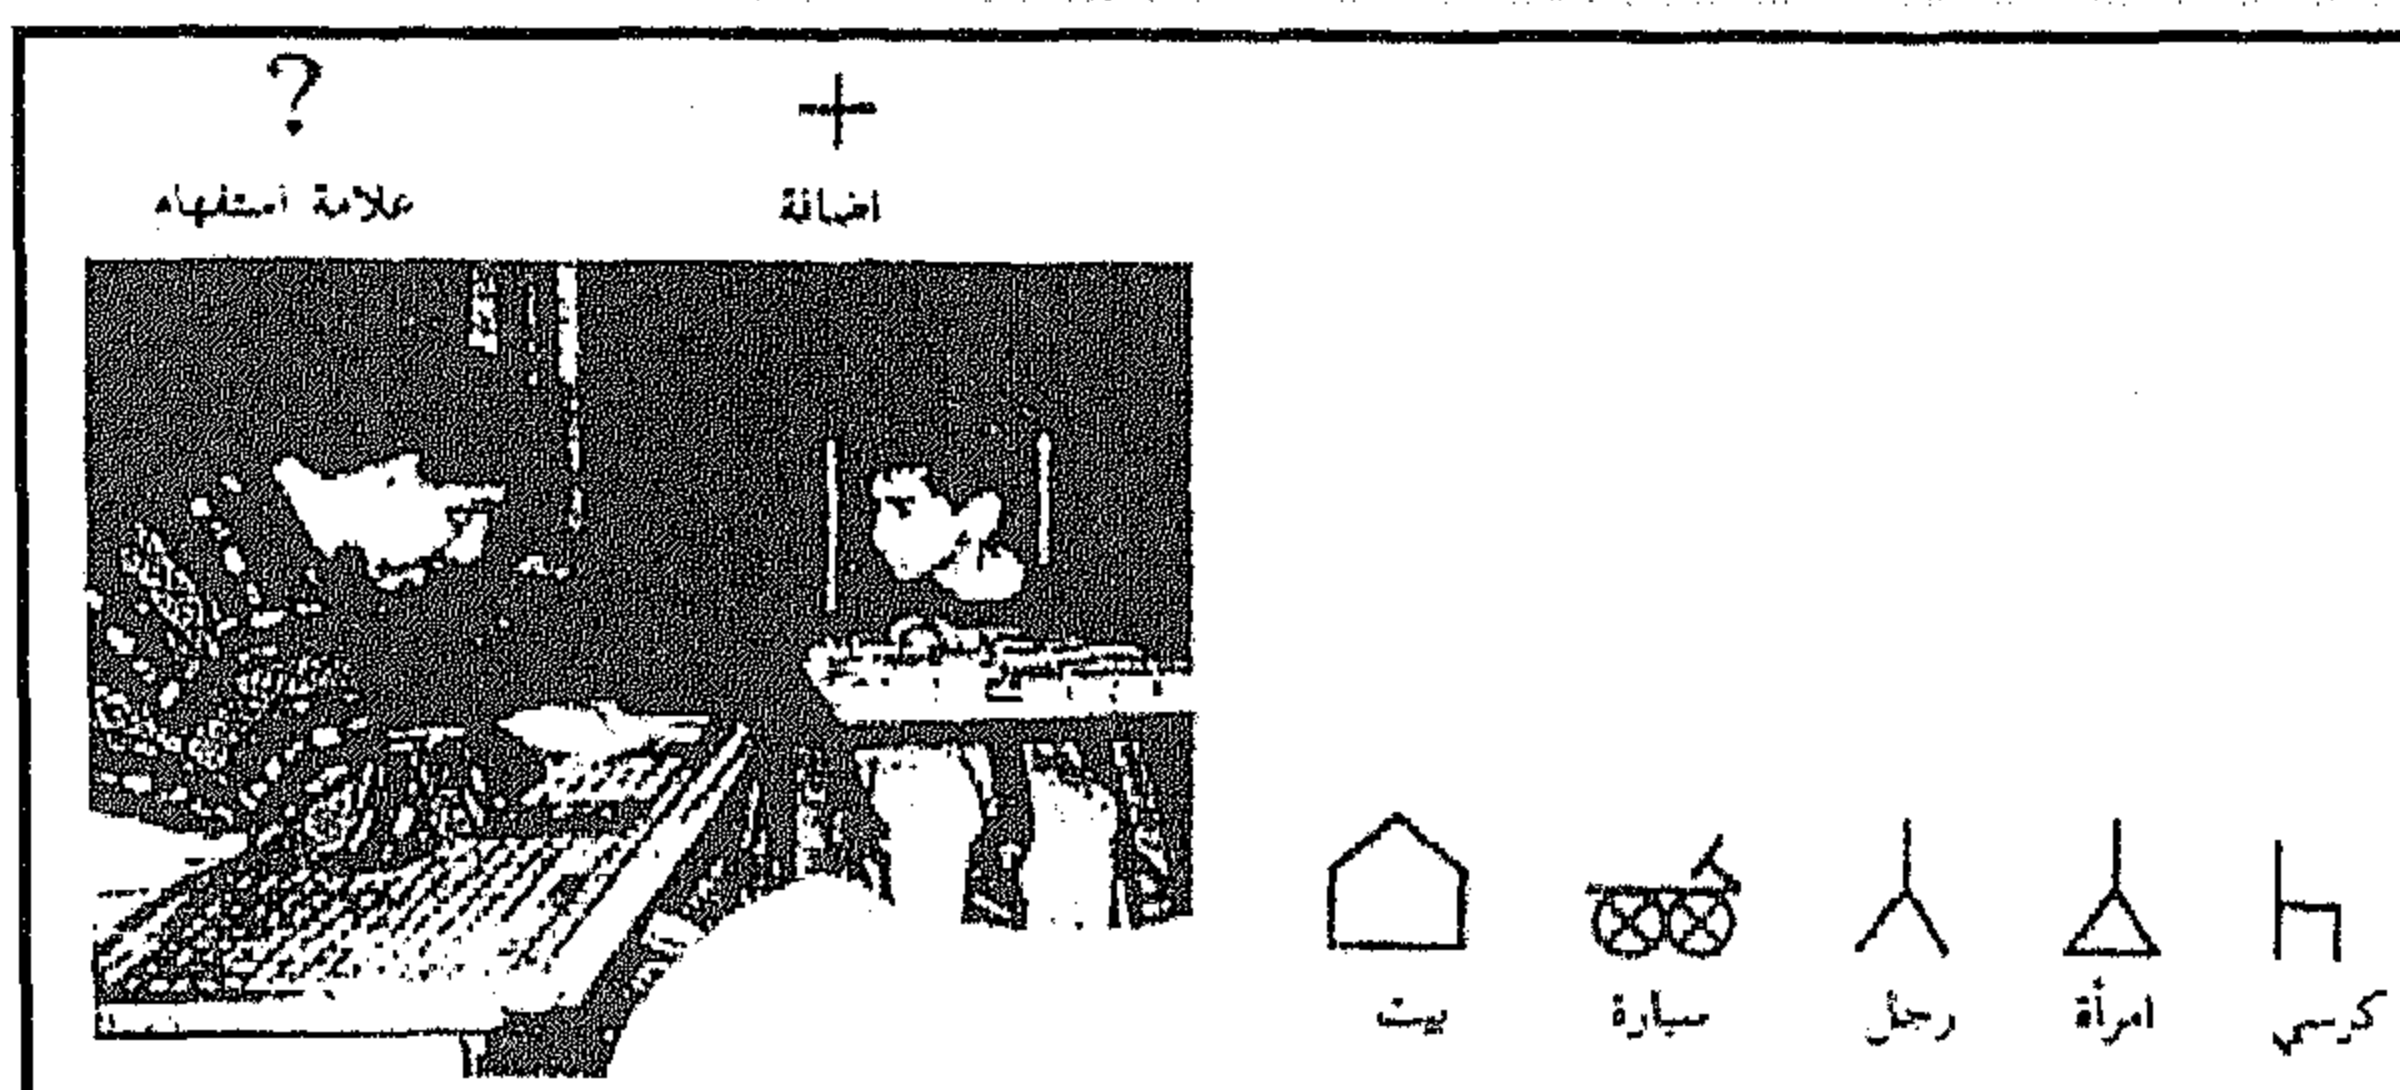 ? +
اضافة علامة استفهام
كرسي امرأة رجل سيارة بيت